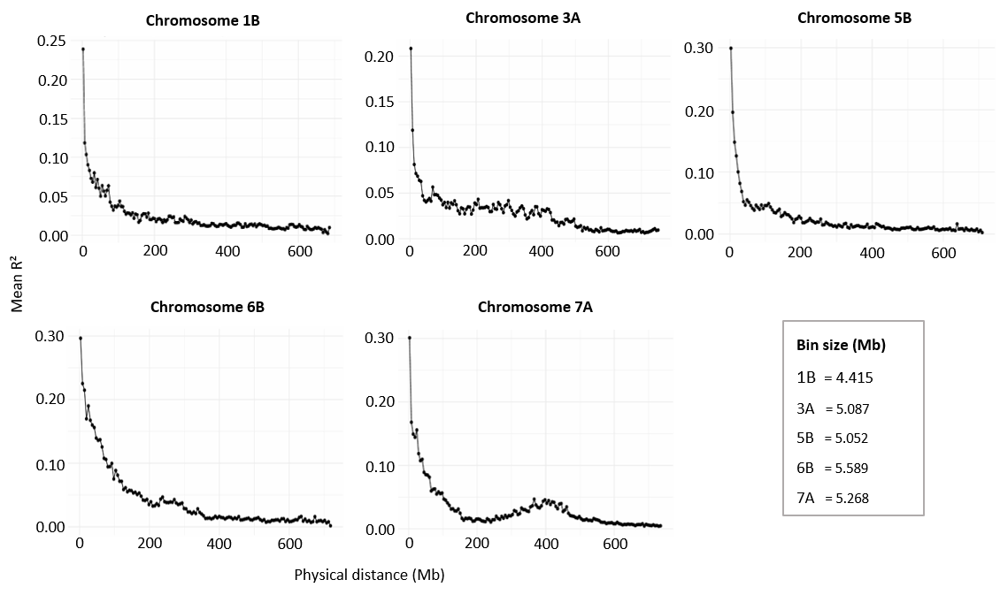 Chromosome 1B
0.25
0.20
0.15
0.10
0.05
0.00
0 200 400 600
Chromosome 3A
0.20
0.15
0.10
0.05
0.00
0 200 400 600
Chromosome 5B
0.30
0.20
0.10
0.00
0 200 400 600
Mean R²
Chromosome 6B
0.30
0.20
0.10
0.00
0 200 400 600
Chromosome 7A
0.30
0.20
0.10
0.00
0 200 400 600
Physical distance (Mb)
Bin size (Mb)
1B = 4.415
3A = 5.087
5B = 5.052
6B = 5.589
7A = 5.268